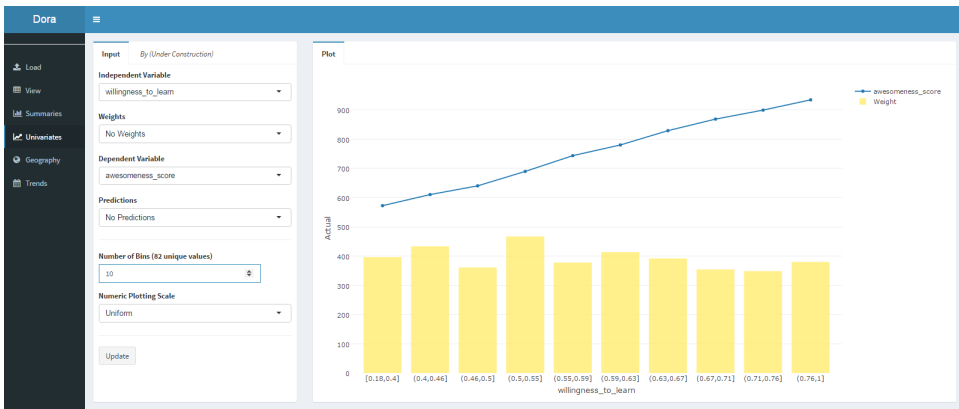 Dora
Load
View
Summaries
Univariates
Geography
Trends
Input
By (Under Construction)
Independent Variable
willingness_to_learn
Weights
No Weights
Dependent Variable
awesomeness_score
Predictions
No Predictions
Number of Bins (82 unique values)
10
Numeric Plotting Scale
Uniform
Update
Plot
awesomeness_score
Weight
Actual
900
800
700
600
500
400
300
200
100
0
[0.18,0.4] (0.4,0.46] (0.46,0.5] (0.5,0.55] (0.55,0.59] (0.59,0.63] (0.63,0.67] (0.67,0.71] (0.71,0.76] (0.76,1]
willingness_to_learn